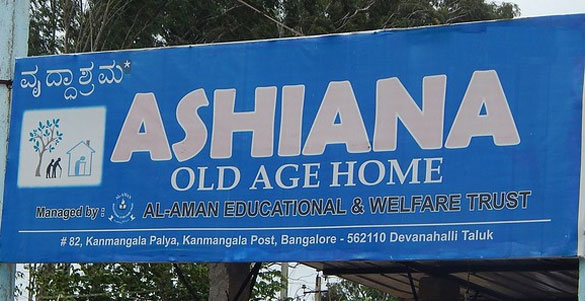 ವೃದ್ಧಾಶ್ರಮ*
ASHIANA
OLD AGE HOME
Managed by : AL-AMAN EDUCATIONAL & WELFARE TRUST
# 82, Kanmangala Palya, Kanmangala Post, Bangalore - 562110 Devanahalli Taluk